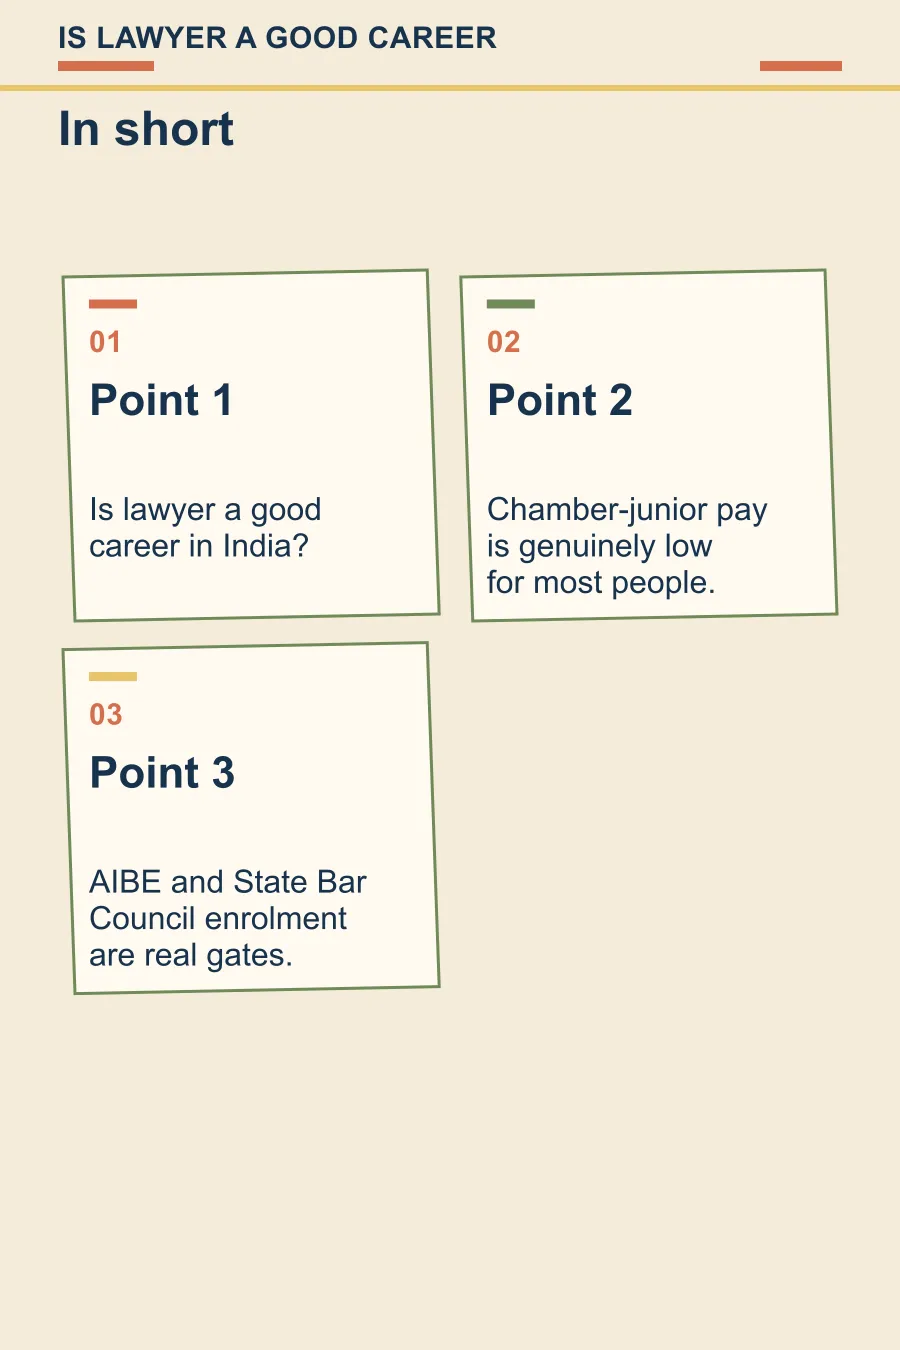 IS LAWYER A GOOD CAREER
In short
01
Point 1
Is lawyer a good
career in India?
02
Point 2
Chamber-junior pay
is genuinely low
for most people.
03
Point 3
AIBE and State Bar
Council enrolment
are real gates.